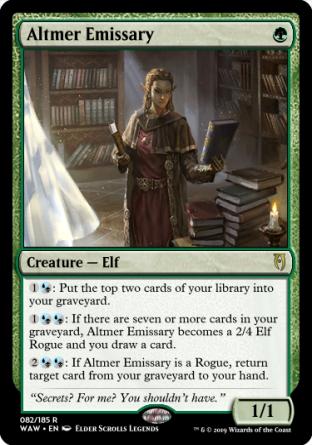 Altmer Emissary
Creature — Elf
1: Put the top two cards of your library into
your graveyard.
1: If there are seven or more cards in your
graveyard, Altmer Emissary becomes a 2/4 Elf
Rogue and you draw a card.
2: If Altmer Emissary is a Rogue, return
target card from your graveyard to your hand.
“Secrets? For me? You shouldn’t have.”
1/1
082/185 R
WAW • EN ELDER SCROLLS LEGENDS
™ & © 2019 Wizards of the Coast